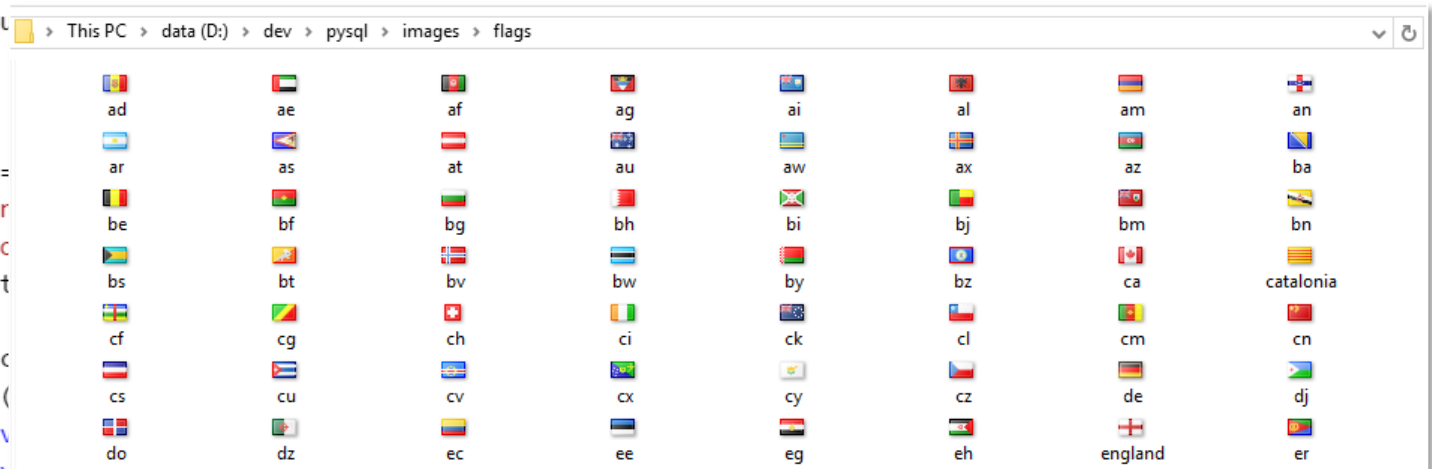 This PC > data (D:) > dev > pysql > images > flags
ad ae af ag ai al am an
ar as at au aw ax az ba
be bf bg bh bi bj bm bn
bs bt bv bw by bz ca catalonia
cf cg ch ci ck cl cm cn
cs cu cv cx cy cz de dj
do dz ec ee eg eh england er